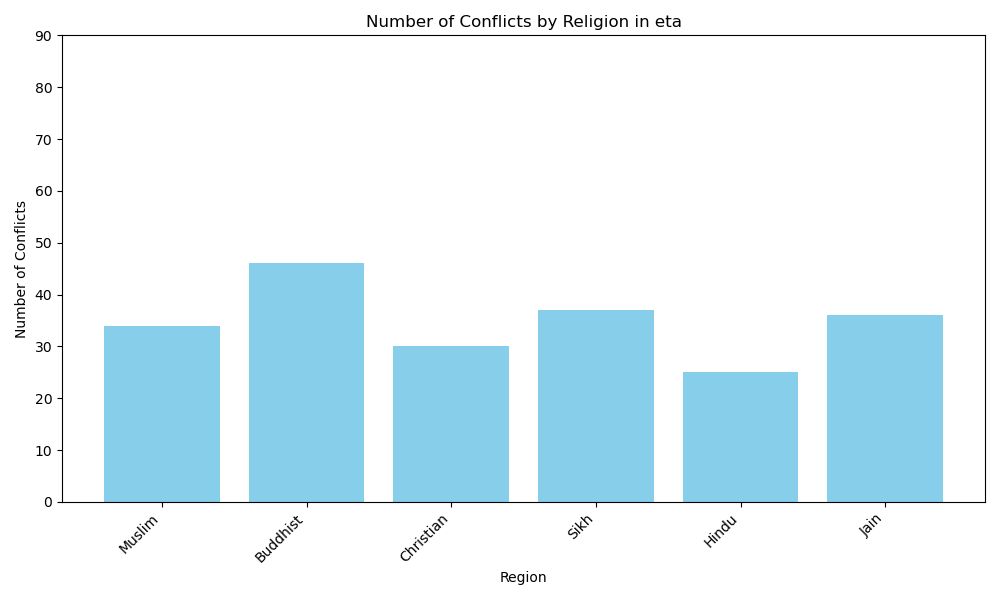 Number of Conflicts by Religion in eta
90
80
70
60
50
40
30
20
10
0
Number of Conflicts
Muslim
Buddhist
Christian
Sikh
Hindu
Jain
Region